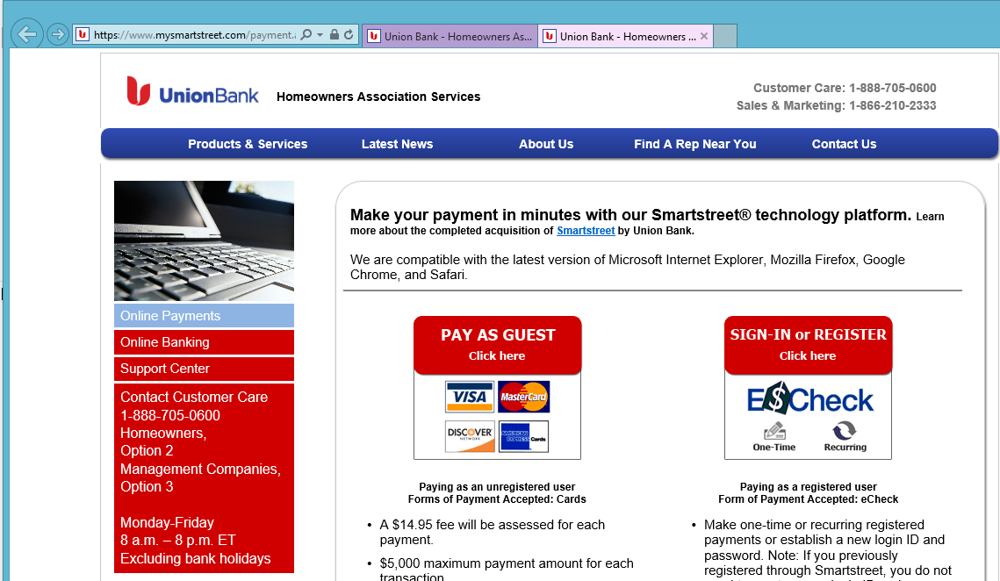 https://www.mysmartstreet.com/payment.
Union Bank - Homeowners As...
Union Bank - Homeowners ...
UnionBank
Homeowners Association Services
Customer Care: 1-888-705-0600
Sales & Marketing: 1-866-210-2333
Products & Services
Latest News
About Us
Find A Rep Near You
Contact Us
Online Payments
Online Banking
Support Center
Contact Customer Care
1-888-705-0600
Homeowners,
Option 2
Management Companies,
Option 3
Monday-Friday
8 a.m. – 8 p.m. ET
Excluding bank holidays
Make your payment in minutes with our Smartstreet® technology platform. Learn
more about the completed acquisition of Smartstreet by Union Bank.
We are compatible with the latest version of Microsoft Internet Explorer, Mozilla Firefox, Google
Chrome, and Safari.
PAY AS GUEST
Click here
VISA
MasterCard
DISCOVER
NETWORK
AMERICAN
EXPRESS Cards
Paying as an unregistered user
Forms of Payment Accepted: Cards
• A $14.95 fee will be assessed for each
payment.
• $5,000 maximum payment amount for each
transaction
SIGN-IN or REGISTER
Click here
E$Check
One-Time
Recurring
Paying as a registered user
Form of Payment Accepted: eCheck
• Make one-time or recurring registered
payments or establish a new login ID and
password. Note: If you previously
registered through Smartstreet, you do not